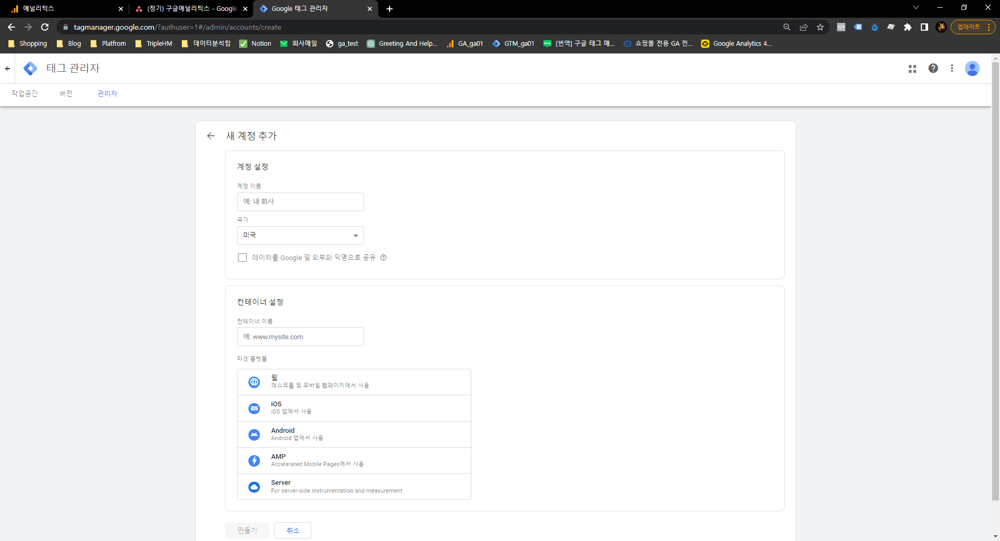 애널리틱스
(정기) 구글애널리틱스 - Google
Google 태그 관리자
tagmanager.google.com/?authuser=1#/admin/accounts/create
업데이트
Shopping
Blog
Platfrom
TripleHM
데이터분석팀
Notion
회사메일
ga_test
Greeting And Help...
GA_ga01
GTM_ga01
[번역] 구글 태그 매...
쇼핑몰 전용 GA 전...
Google Analytics 4...
태그 관리자
작업공간
버전
관리자
새 계정 추가
계정 설정
계정 이름
예: 내 회사
국가
미국
데이터를 Google 및 외부와 익명으로 공유
컨테이너 설정
컨테이너 이름
예: www.mysite.com
타겟 플랫폼
웹
데스크톱 및 모바일 웹페이지에서 사용
iOS
iOS
iOS 앱에서 사용
Android
Android 앱에서 사용
AMP
Accelerated Mobile Pages에서 사용
Server
For server-side instrumentation and measurement
만들기
취소